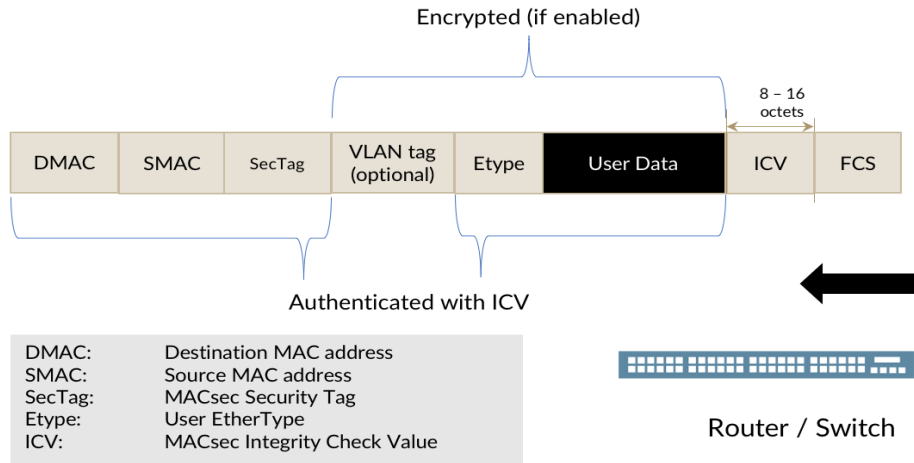 Encrypted (if enabled)
8 – 16
octets
DMAC
SMAC
SecTag
VLAN tag
(optional)
Etype
User Data
ICV
FCS
Authenticated with ICV
DMAC: Destination MAC address
SMAC: Source MAC address
SecTag: MACsec Security Tag
Etype: User EtherType
ICV: MACsec Integrity Check Value
Router / Switch